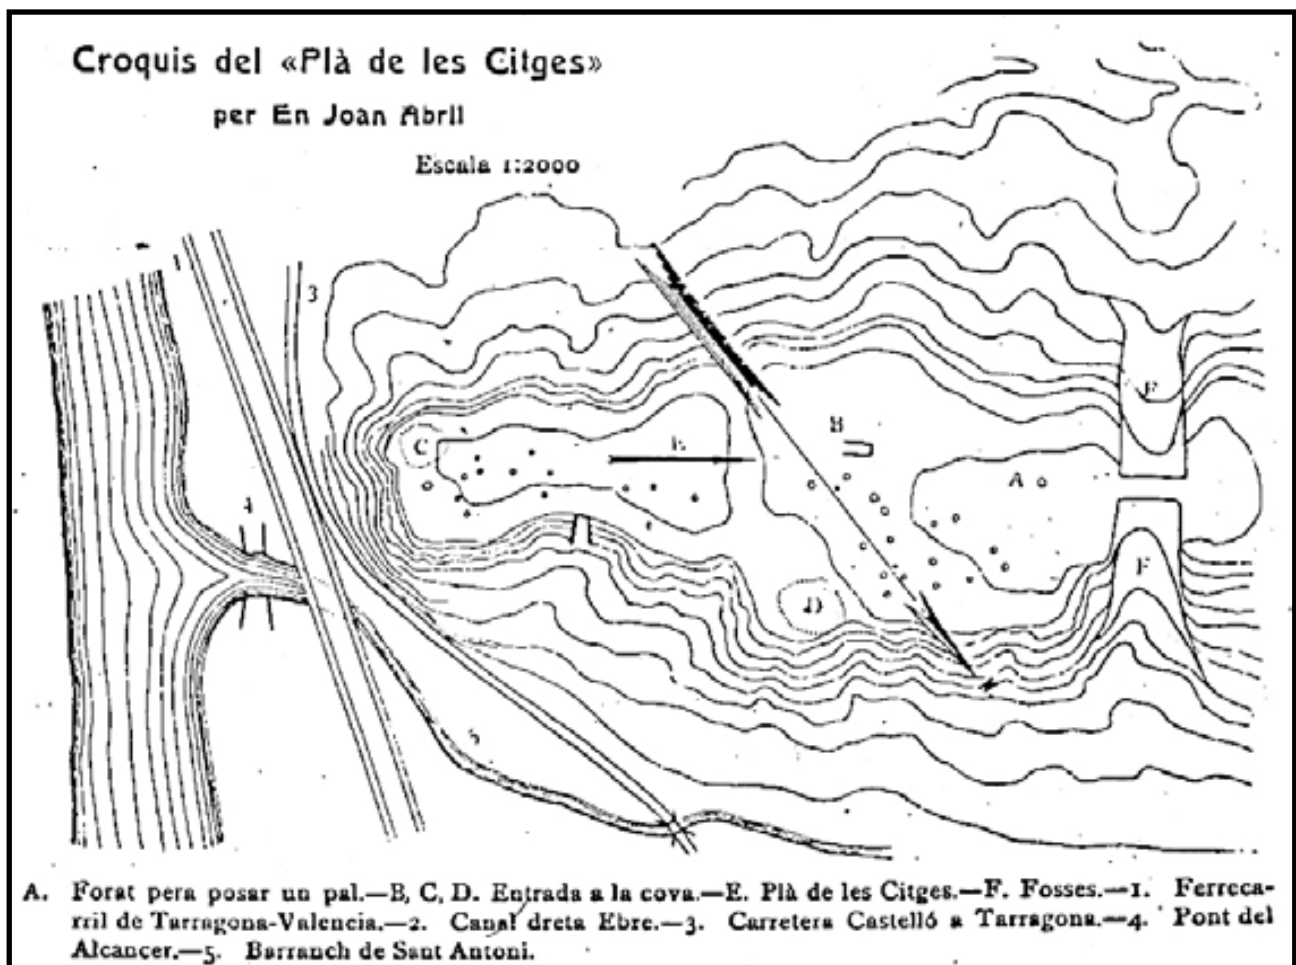 Croquis del «Plà de les Citges»
per En Joan Abril
Escala 1:2000
1
3
C
E
B
A
F
4
D
F
5
A. Forat pera posar un pal.—B, C, D. Entrada a la cova.—E. Plà de les Citges.—F. Fosses.—1. Ferreca-
rril de Tarragona-Valencia.—2. Canal dreta Ebre.—3. Carretera Castelló a Tarragona.—4. Pont del
Alcancer.—5. Barranch de Sant Antoni.